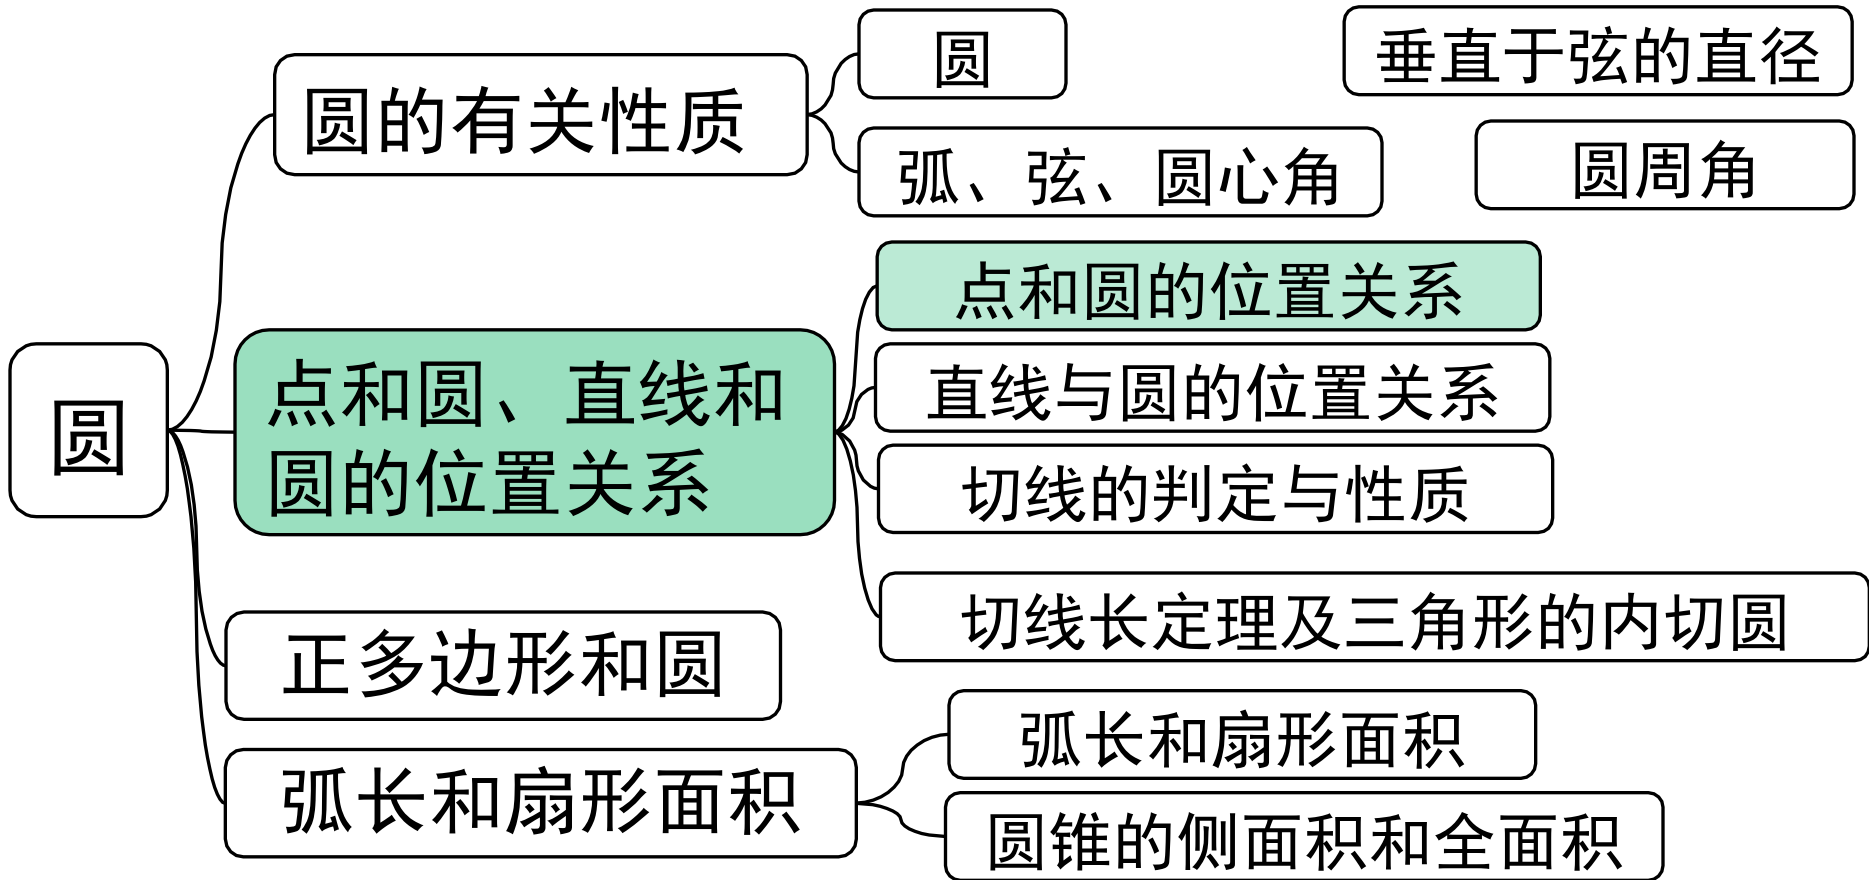 圆
圆的有关性质
圆
垂直于弦的直径
弧、弦、圆心角
圆周角
点和圆、直线和
圆的位置关系
点和圆的位置关系
直线与圆的位置关系
切线的判定与性质
切线长定理及三角形的内切圆
正多边形和圆
弧长和扇形面积
弧长和扇形面积
圆锥的侧面积和全面积